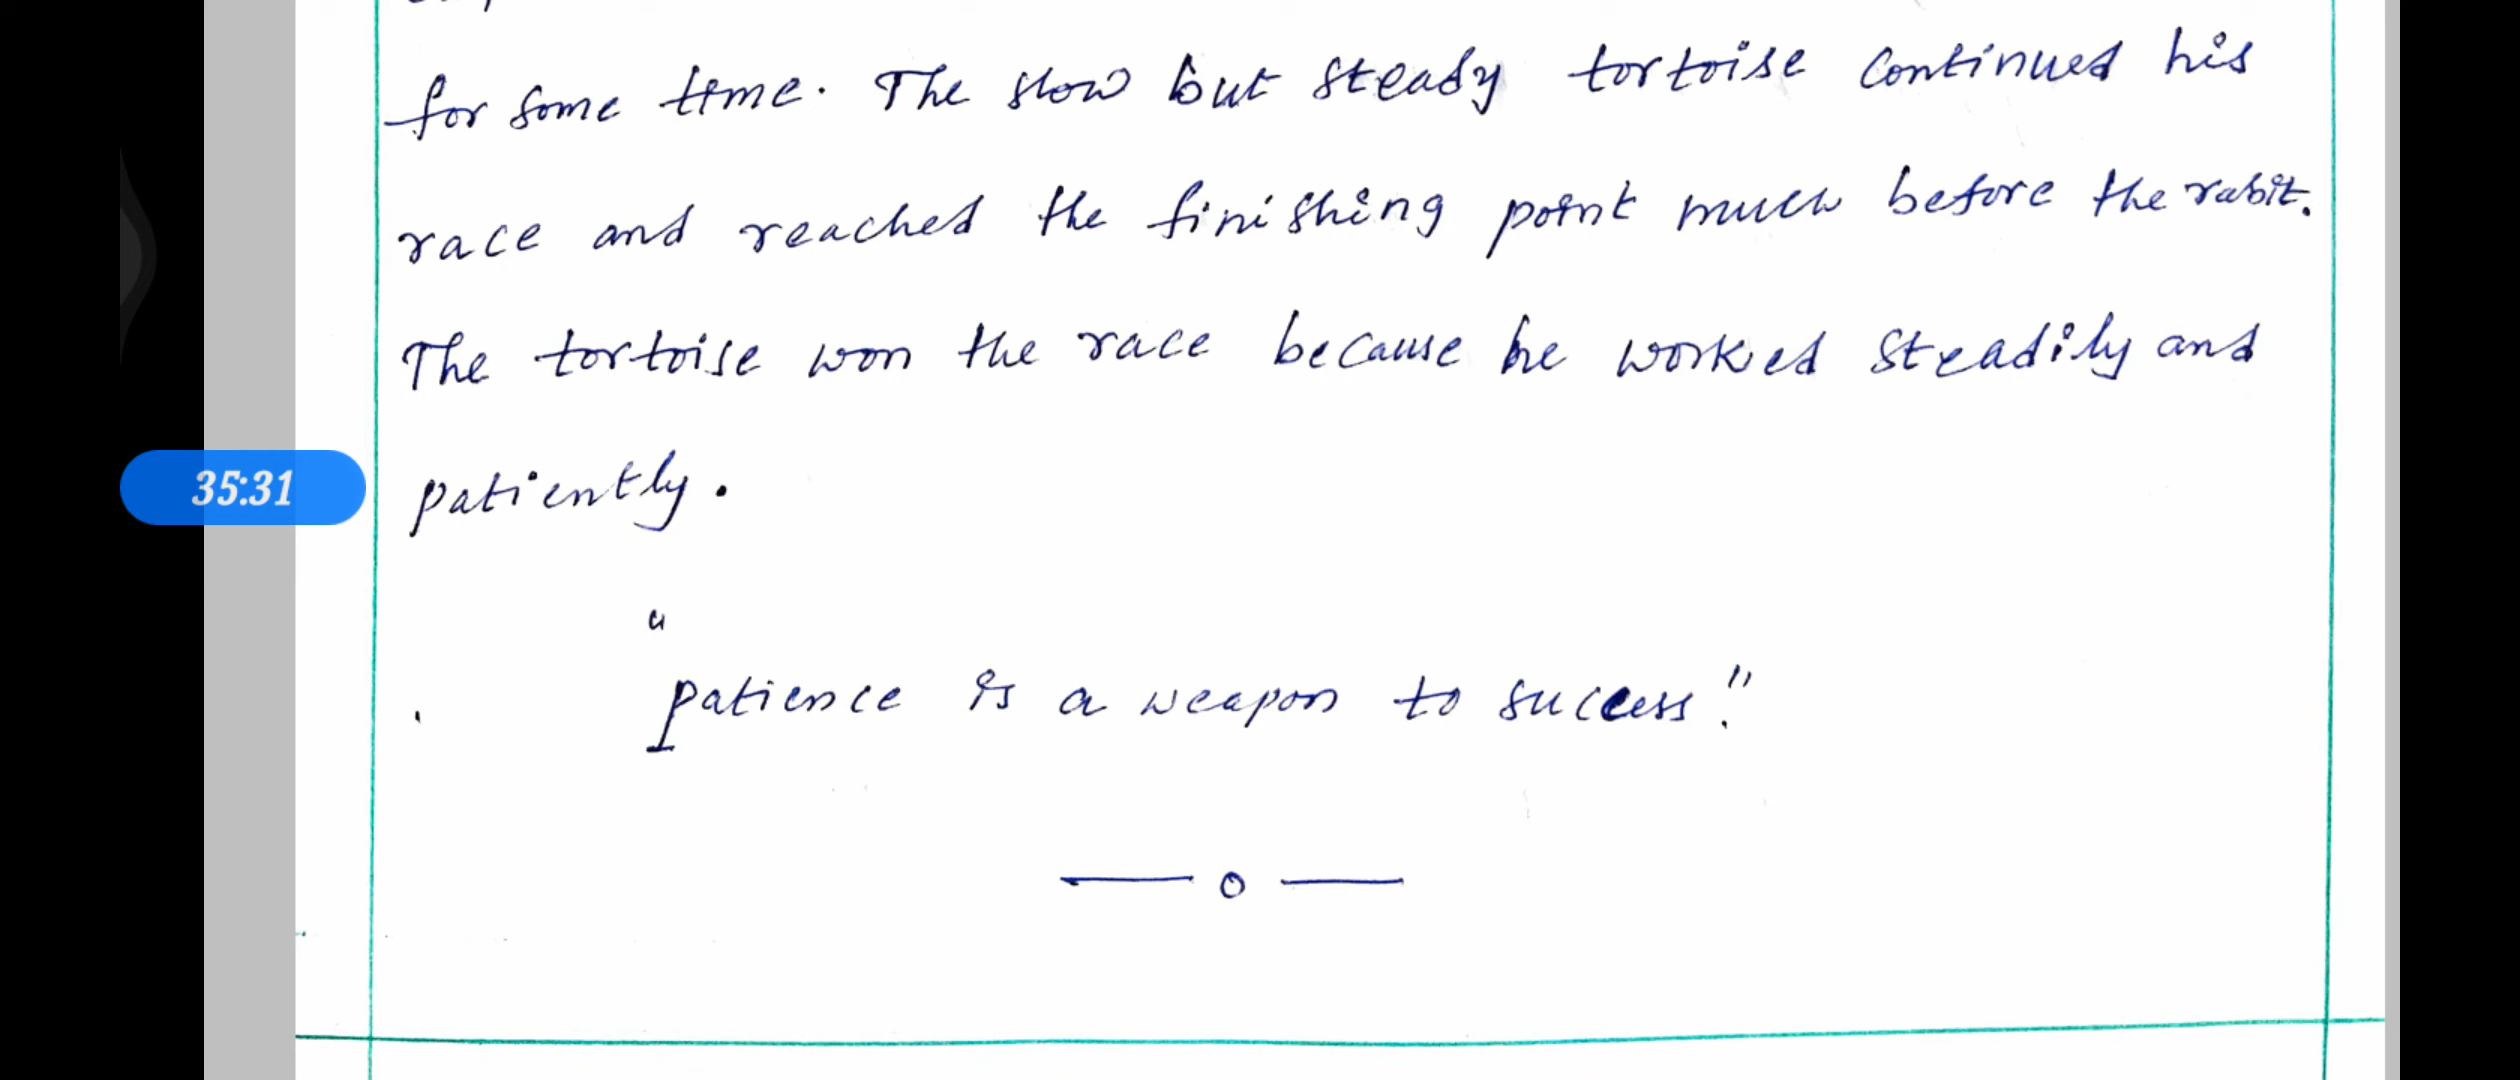 for some time. The slow but steady tortoise continued his
race and reached the finishing point much before the rabit.
The tortoise won the race because he worked steadily and
35:31
patiently.
"patience is a weapon to success."
— o —